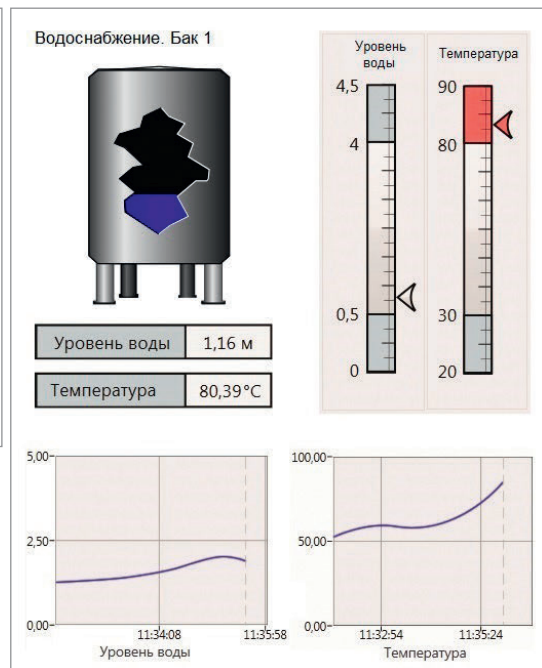 Водоснабжение. Бак 1
Уровень воды 1,16 м
Температура 80,39°C
Уровень
воды
4,5
4
0,5
0
Температура
90
80
30
20
5,00
2,50
0,00
11:34:08 11:35:58
Уровень воды
100,00
50,00
0,00
11:32:54 11:35:24
Температура